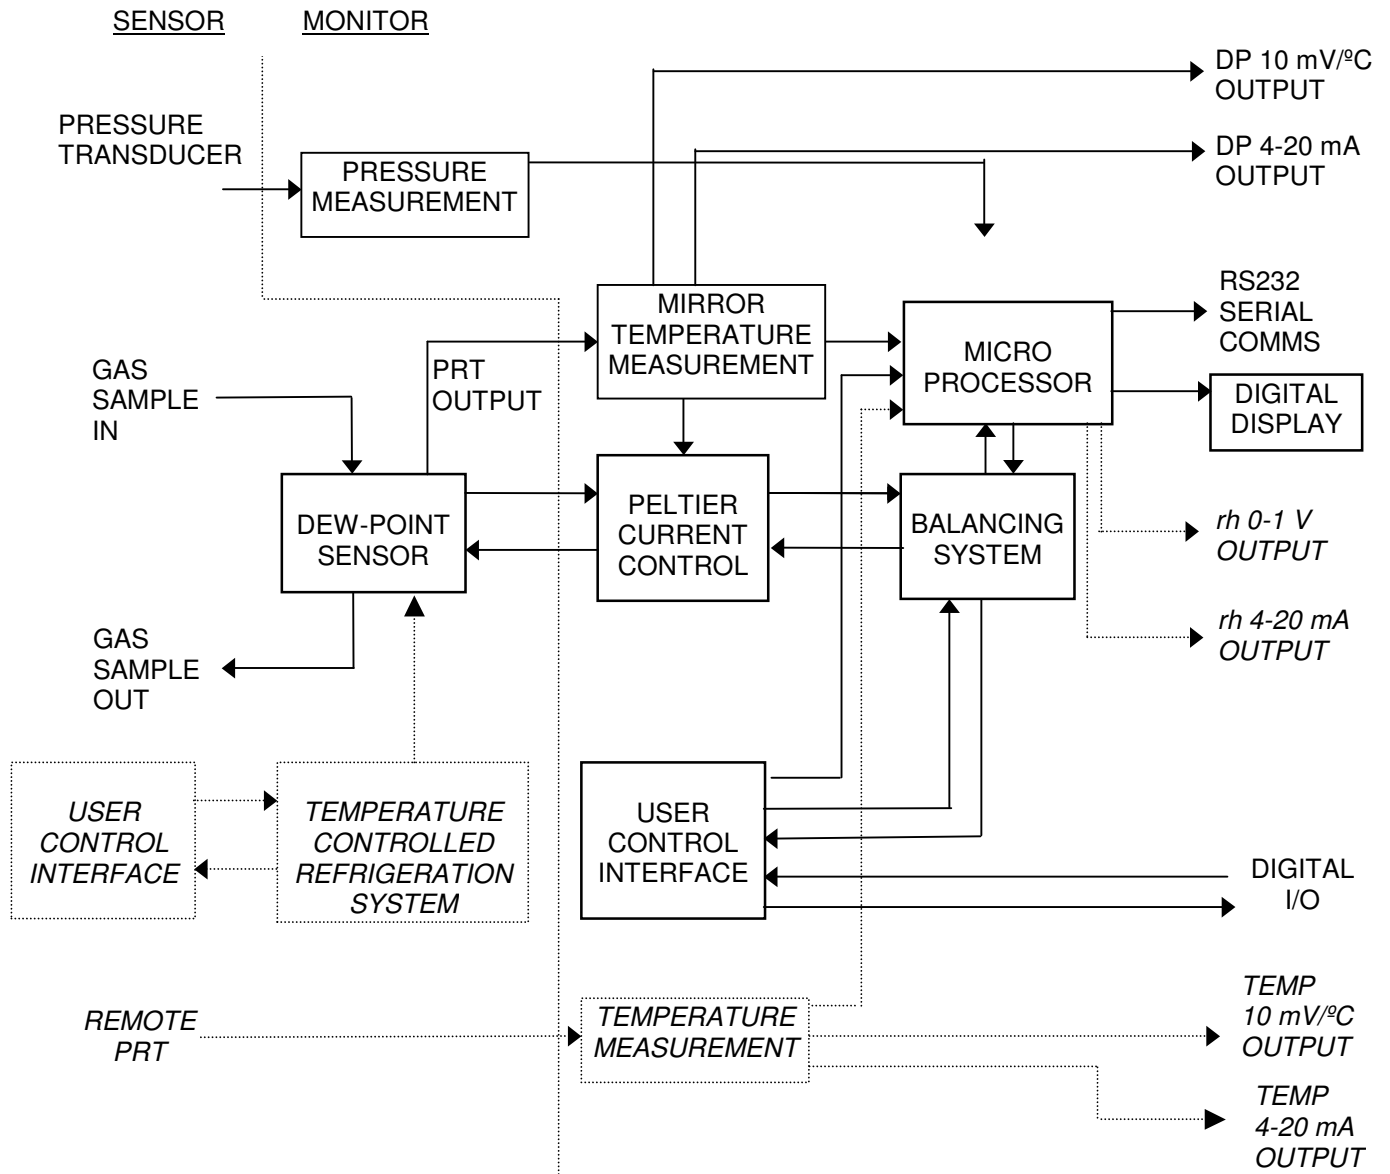 SENSOR
MONITOR
DP 10 mV/ºC
OUTPUT
PRESSURE
TRANSDUCER
DP 4-20 mA
OUTPUT
PRESSURE
MEASUREMENT
RS232
SERIAL
COMMS
MIRROR
TEMPERATURE
MEASUREMENT
MICRO
PROCESSOR
GAS
SAMPLE
IN
PRT
OUTPUT
DIGITAL
DISPLAY
DEW-POINT
SENSOR
PELTIER
CURRENT
CONTROL
BALANCING
SYSTEM
rh 0-1 V
OUTPUT
GAS
SAMPLE
OUT
rh 4-20 mA
OUTPUT
USER
CONTROL
INTERFACE
TEMPERATURE
CONTROLLED
REFRIGERATION
SYSTEM
USER
CONTROL
INTERFACE
DIGITAL
I/O
REMOTE
PRT
TEMPERATURE
MEASUREMENT
TEMP
10 mV/ºC
OUTPUT
TEMP
4-20 mA
OUTPUT